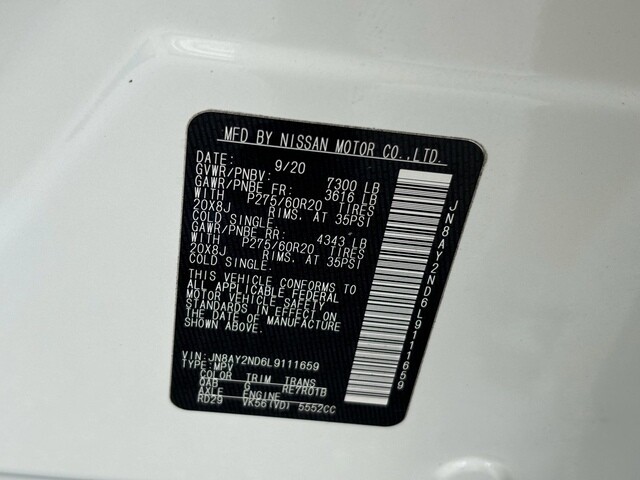 MFD BY NISSAN MOTOR CO.,LTD.
DATE: 9/20
GVWR/PNBV: 7300 LB
GAWR/PNBE FR: 3616 LB
WITH P275/60R20 TIRES
20X8J RIMS. AT 35PSI
COLD SINGLE.
GAWR/PNBE RR: 4343 LB
WITH P275/60R20 TIRES
20X8J RIMS. AT 35PSI
COLD SINGLE.
THIS VEHICLE CONFORMS TO
ALL APPLICABLE FEDERAL
MOTOR VEHICLE SAFETY
STANDARDS IN EFFECT ON
THE DATE OF MANUFACTURE
SHOWN ABOVE.
VIN: JN8AY2ND6L9111659
TYPE: MPV
COLOR TRIM TRANS
QAB G RE7R01B
AXLE ENGINE
RD29 VK56(VD) 5552CC
JN8AY2ND6L9111659